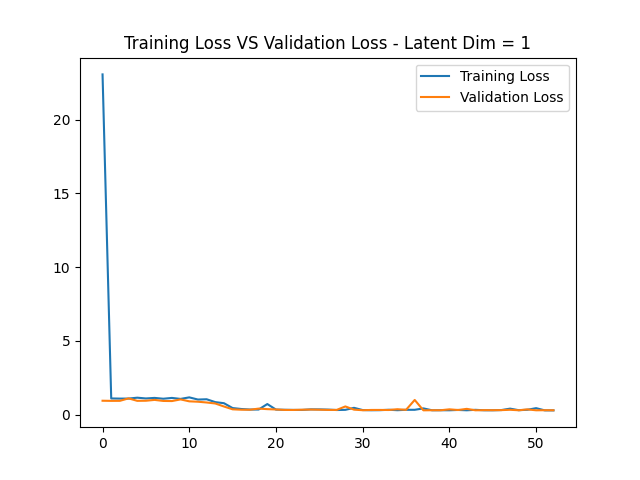 Training Loss VS Validation Loss - Latent Dim = 1
Training Loss
Validation Loss
20
15
10
5
0
0 10 20 30 40 50